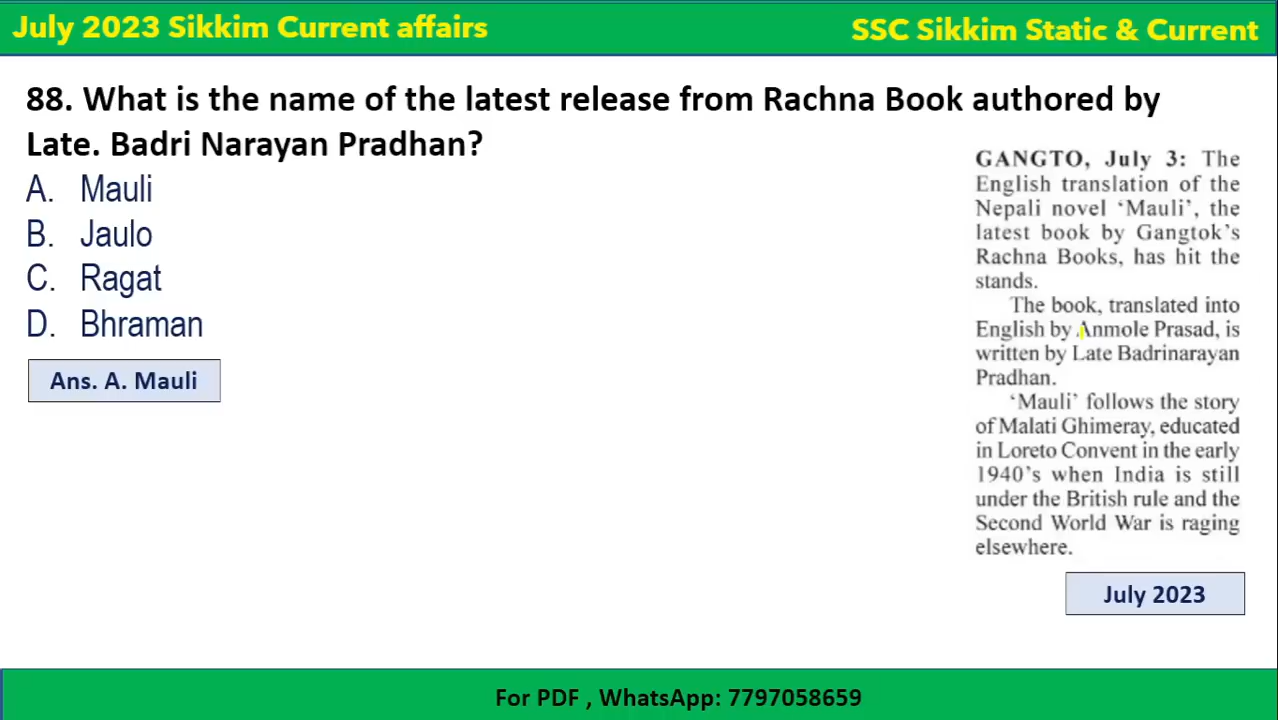 July 2023 Sikkim Current affairs
SSC Sikkim Static & Current
88. What is the name of the latest release from Rachna Book authored by
Late. Badri Narayan Pradhan?
A. Mauli
B. Jaulo
C. Ragat
D. Bhraman
Ans. A. Mauli
GANGTO, July 3: The
English translation of the
Nepali novel ‘Mauli’, the
latest book by Gangtok’s
Rachna Books, has hit the
stands.
The book, translated into
English by Anmole Prasad, is
written by Late Badrinarayan
Pradhan.
‘Mauli’ follows the story
of Malati Ghimeray, educated
in Loreto Convent in the early
1940’s when India is still
under the British rule and the
Second World War is raging
elsewhere.
July 2023
For PDF , WhatsApp: 7797058659